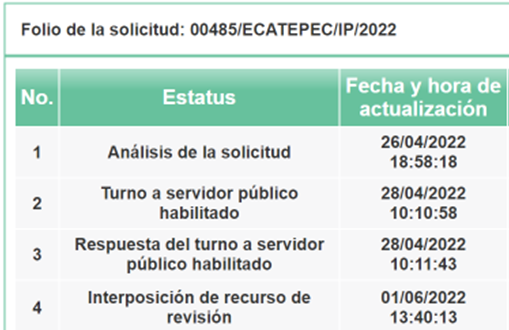 Folio de la solicitud: 00485/ECATEPEC/IP/2022
No. Estatus Fecha y hora de
actualización
1 Análisis de la solicitud 26/04/2022
18:58:18
2 Turno a servidor público
habilitado 28/04/2022
10:10:58
3 Respuesta del turno a servidor
público habilitado 28/04/2022
10:11:43
4 Interposición de recurso de
revisión 01/06/2022
13:40:13